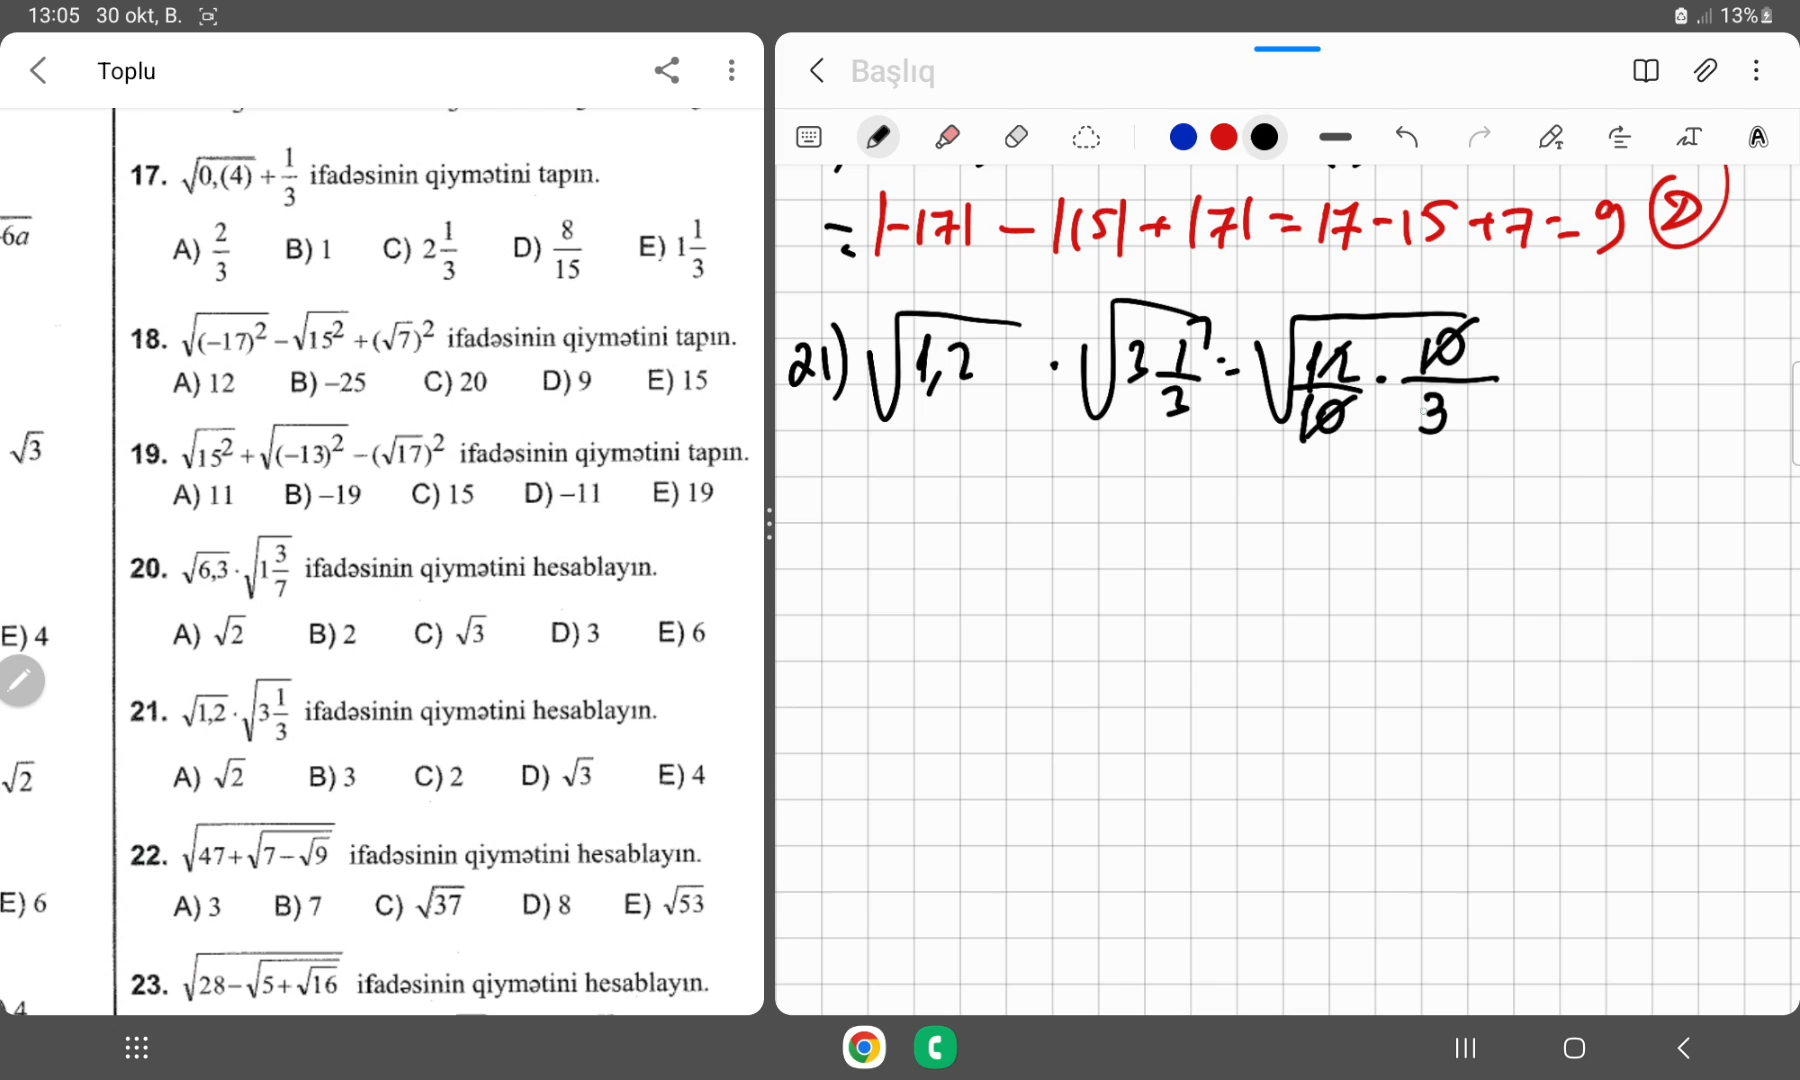 13:05 30 okt, B. 13%
Toplu
17. √0,(4) + 1/3 ifadəsinin qiymətini tapın.
A) 2/3 B) 1 C) 2 1/3 D) 8/15 E) 1 1/3
6a
18. √(−17)² − √15² + (√7)² ifadəsinin qiymətini tapın.
A) 12 B) −25 C) 20 D) 9 E) 15
√3
19. √15² + √(−13)² − (√17)² ifadəsinin qiymətini tapın.
A) 11 B) −19 C) 15 D) −11 E) 19
20. √6,3 · √1 3/7 ifadəsinin qiymətini hesablayın.
E) 4
A) √2 B) 2 C) √3 D) 3 E) 6
21. √1,2 · √3 1/3 ifadəsinin qiymətini hesablayın.
√2
A) √2 B) 3 C) 2 D) √3 E) 4
22. √47+√7−√9 ifadəsinin qiymətini hesablayın.
E) 6
A) 3 B) 7 C) √37 D) 8 E) √53
23. √28−√5+√16 ifadəsinin qiymətini hesablayın.
4
Başlıq
= |−17| − |15| + |7| = 17−15+7=9 D
21) √1,2 · √3 1/3 = √12/10 · 10/3